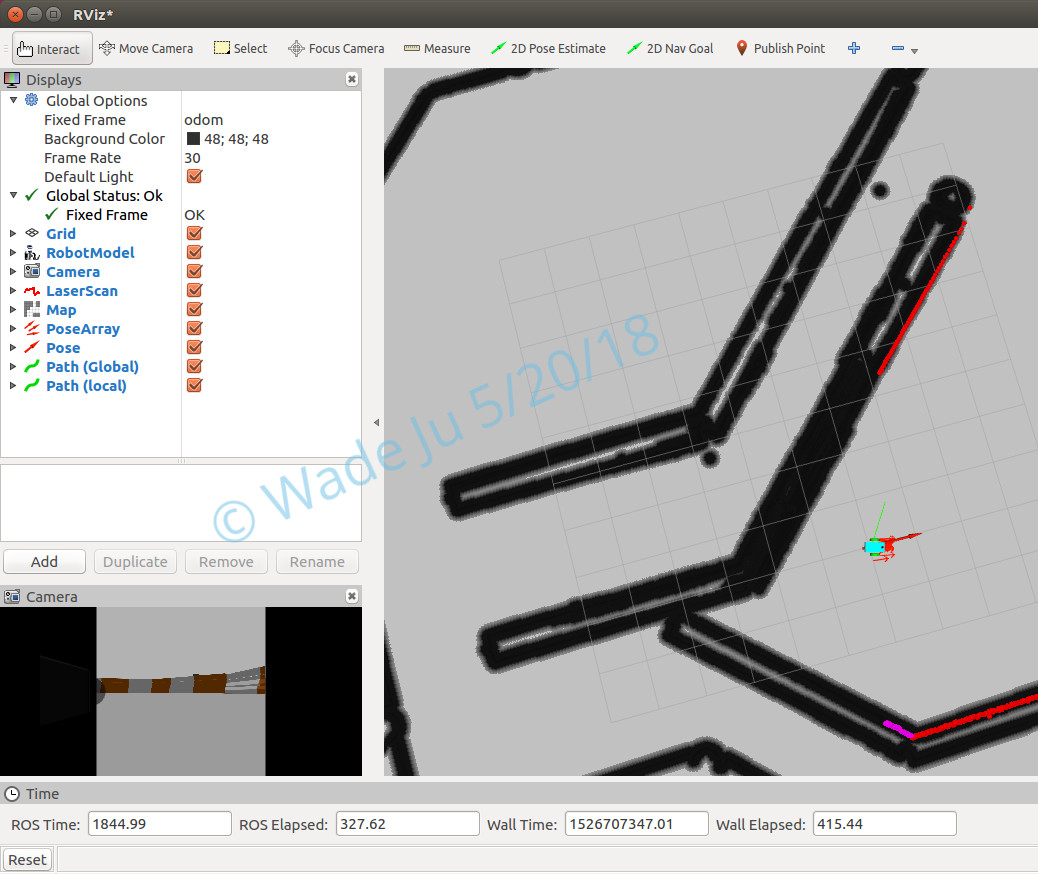 RViz*
Interact Move Camera Select Focus Camera Measure 2D Pose Estimate 2D Nav Goal Publish Point
Displays
Global Options
Fixed Frame odom
Background Color 48; 48; 48
Frame Rate 30
Default Light
Global Status: Ok
Fixed Frame OK
Grid
RobotModel
Camera
LaserScan
Map
PoseArray
Pose
Path (Global)
Path (local)
© Wade Ju 5/20/18
Add Duplicate Remove Rename
Camera
Time
ROS Time: 1844.99 ROS Elapsed: 327.62 Wall Time: 1526707347.01 Wall Elapsed: 415.44
Reset